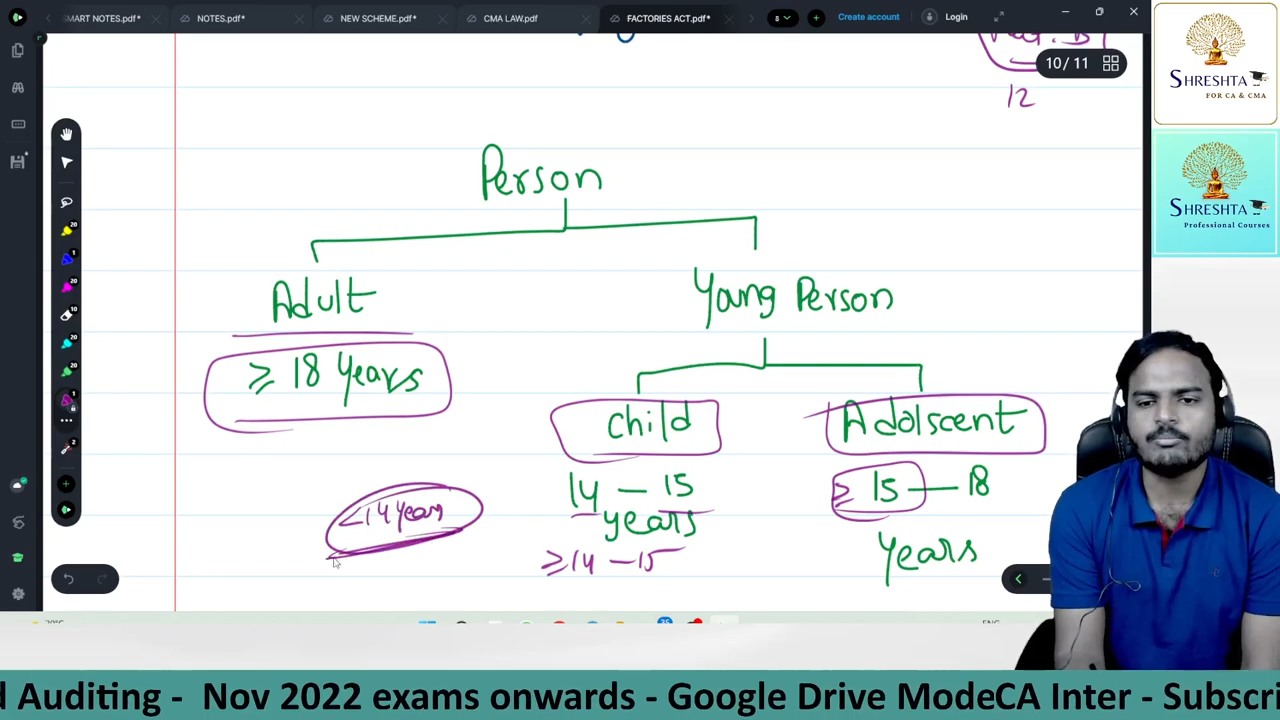 SMART NOTES.pdf*
NOTES.pdf*
NEW SCHEME.pdf*
CMA LAW.pdf
FACTORIES ACT.pdf*
8
Create account
Login
10 / 11
12
Person
Adult
Young Person
≥ 18 Years
child
Adolscent
14 — 15
years
≥ 15 — 18
years
<14 Years
≥14 — 15
SHRESHTA
FOR CA & CMA
SHRESHTA
Professional Courses
ENG
d Auditing - Nov 2022 exams onwards - Google Drive ModeCA Inter - Subscri